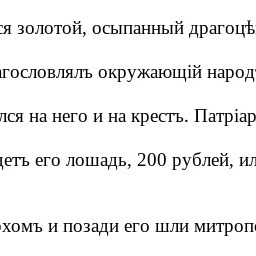 ся золотой, осыпанный драгоцѣ
агословлялъ окружающій народъ
лся на него и на крестъ. Патріар
детъ его лошадь, 200 рублей, ил
охомъ и позади его шли митропо